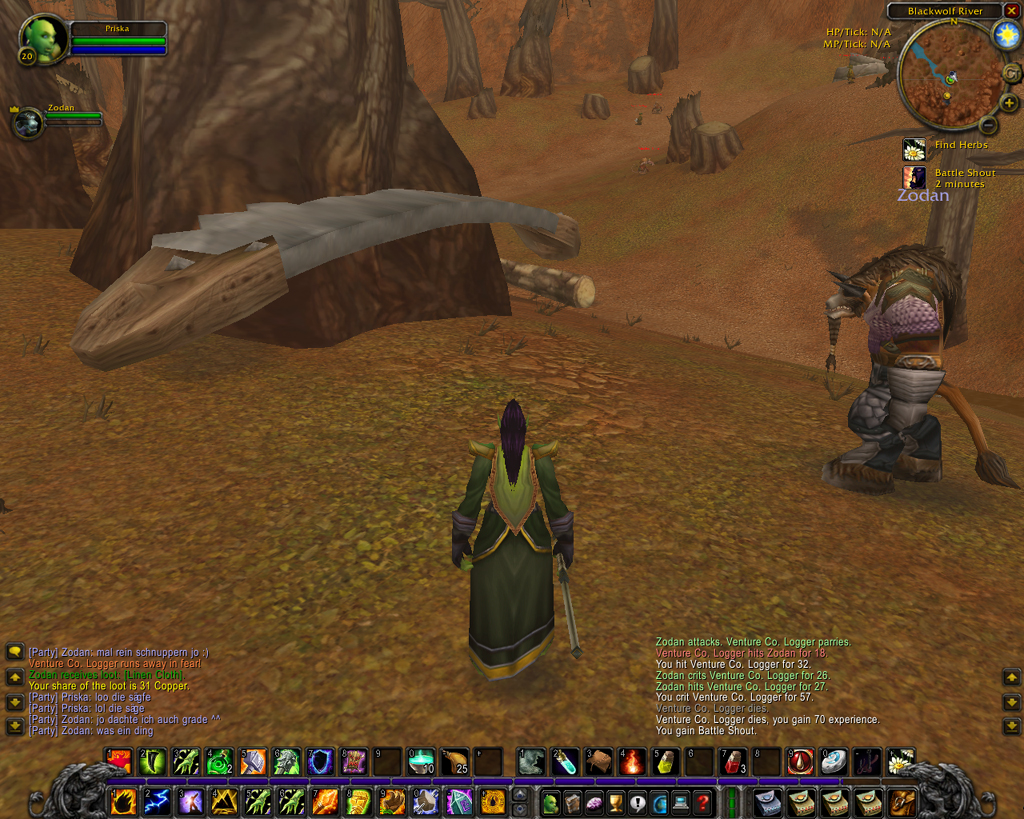 Priska
20
Zodan
Blackwolf River
N
HP/Tick: N/A
MP/Tick: N/A
Find Herbs
Battle Shout
2 minutes
Zodan
[Party] Zodan: mal rein schnuppern jo :)
Venture Co. Logger runs away in fear!
Zodan receives loot: [Linen Cloth].
Your share of the loot is 31 Copper.
[Party] Priska: loo die säfe
[Party] Priska: lol die säge
[Party] Zodan: jo dachte ich auch grade ^^
[Party] Zodan: was ein ding
Zodan attacks. Venture Co. Logger parries.
Venture Co. Logger hits Zodan for 18.
You hit Venture Co. Logger for 32.
Zodan crits Venture Co. Logger for 26.
Zodan hits Venture Co. Logger for 27.
You crit Venture Co. Logger for 57.
Venture Co. Logger dies.
Venture Co. Logger dies, you gain 70 experience.
You gain Battle Shout.